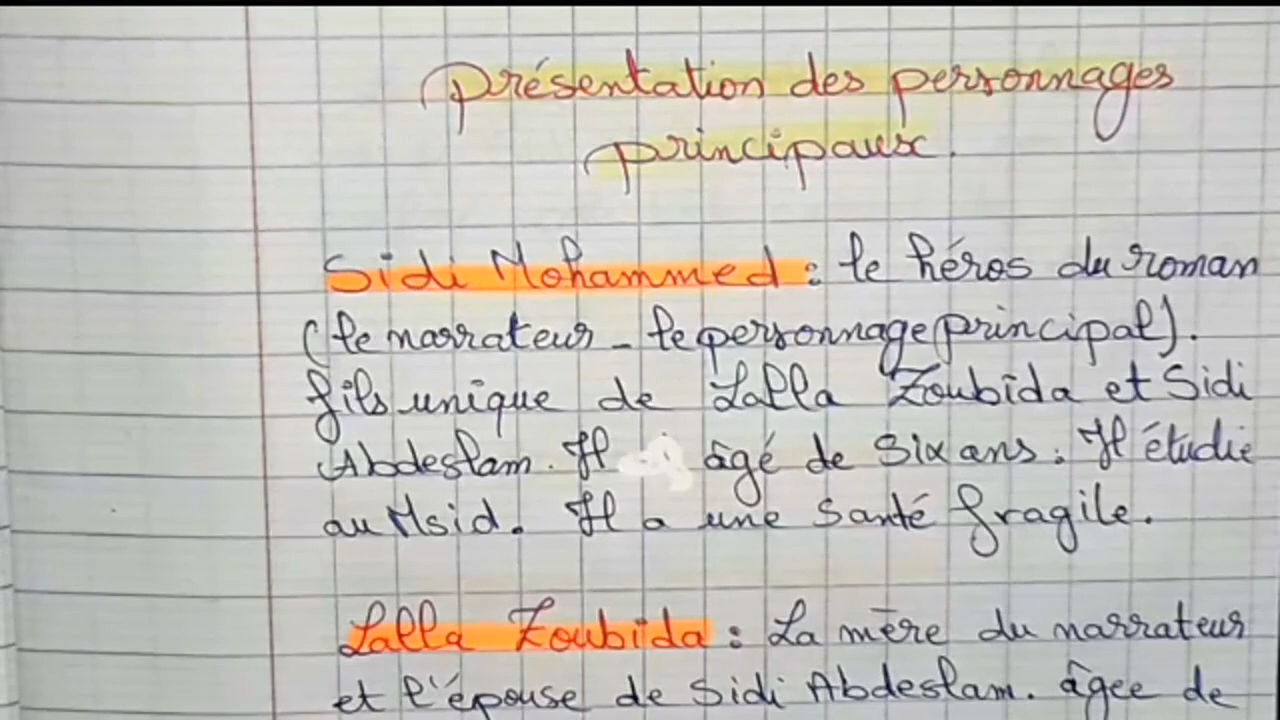 présentation des personnages
principaux.
Sidi Mohammed : le héros du roman
(le narrateur - le personnage principal).
fils unique de Lalla Zoubida et Sidi
Abdeslam. Il âgé de six ans. Il étudie
au Msid. Il a une santé fragile.
Lalla Zoubida : La mère du narrateur
et l'épouse de Sidi Abdeslam. âgée de